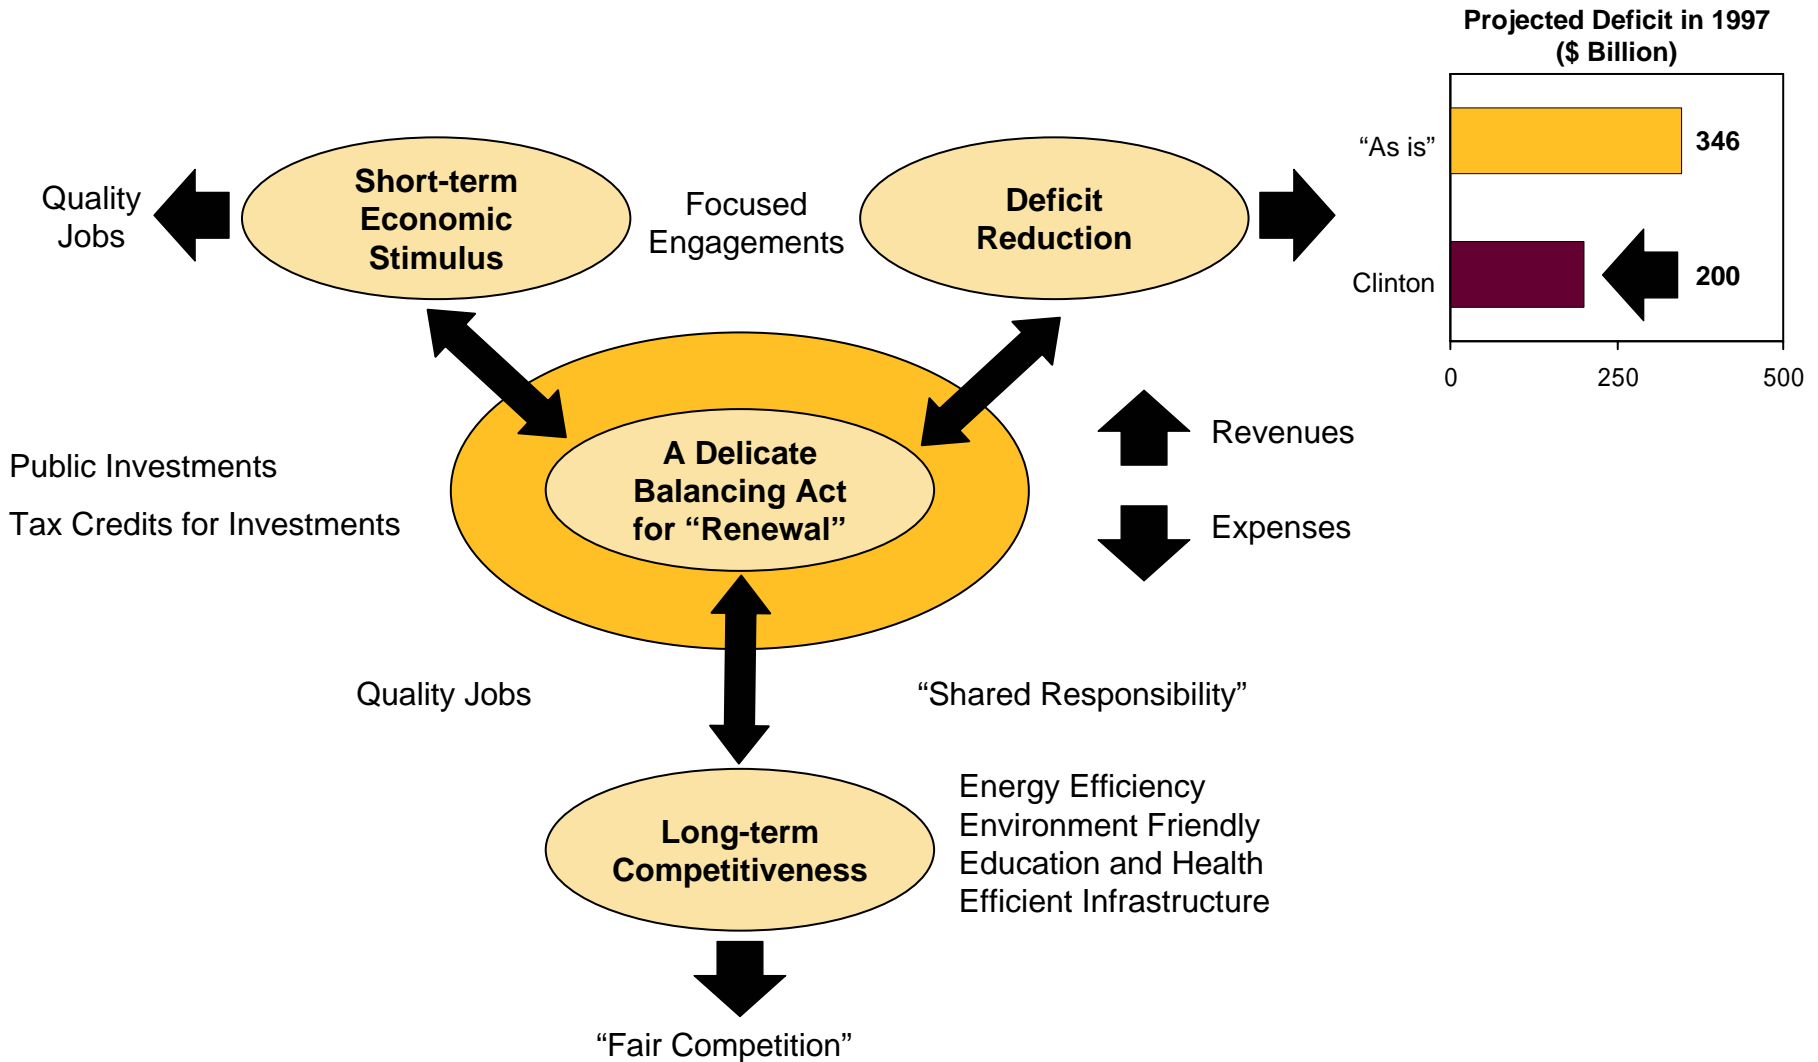 Projected Deficit in 1997
($ Billion)
“As is”
346
Clinton
200
0
250
500
Quality
Jobs
Short-term
Economic
Stimulus
Focused
Engagements
Deficit
Reduction
Public Investments
Tax Credits for Investments
A Delicate
Balancing Act
for “Renewal”
Revenues
Expenses
Quality Jobs
“Shared Responsibility”
Long-term
Competitiveness
Energy Efficiency
Environment Friendly
Education and Health
Efficient Infrastructure
“Fair Competition”